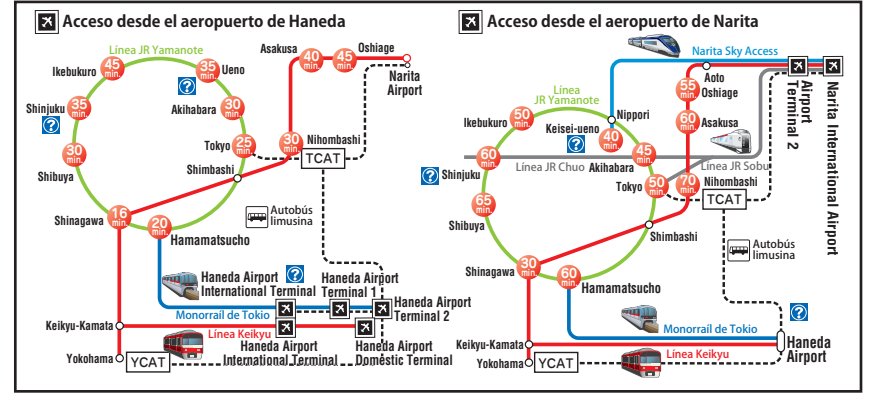 Acceso desde el aeropuerto de Haneda
Línea JR Yamanote
45
min.
Ikebukuro
35
min.
Ueno
?
Asakusa
40
min.
45
min.
Oshiage
Narita
Airport
Shinjuku
35
min.
?
Akihabara
30
min.
Tokyo
25
min.
30
min.
Nihombashi
TCAT
30
min.
Shibuya
Shimbashi
Shinagawa
16
min.
20
min.
Hamamatsucho
Autobús
limusina
Haneda Airport
International Terminal
?
Haneda Airport
Terminal 1
Haneda Airport
Terminal 2
Monorrail de Tokio
Keikyu-Kamata
Línea Keikyu
Haneda Airport
International Terminal
Haneda Airport
Domestic Terminal
Yokohama
YCAT
Acceso desde el aeropuerto de Narita
Narita Sky Access
Aoto
55
min.
Oshiage
Airport
Terminal 2
Narita International Airport
Línea
JR Yamanote
Nippori
Ikebukuro
50
min.
Keisei-ueno
?
40
min.
60
min.
Asakusa
?
Shinjuku
60
min.
Línea JR Chuo
Akihabara
45
min.
Línea JR Sobu
Tokyo
50
min.
70
min.
Nihombashi
TCAT
65
min.
Shibuya
Shimbashi
Autobús
limusina
Shinagawa
30
min.
60
min.
Hamamatsucho
?
Monorrail de Tokio
Keikyu-Kamata
Haneda
Airport
Línea Keikyu
Yokohama
YCAT